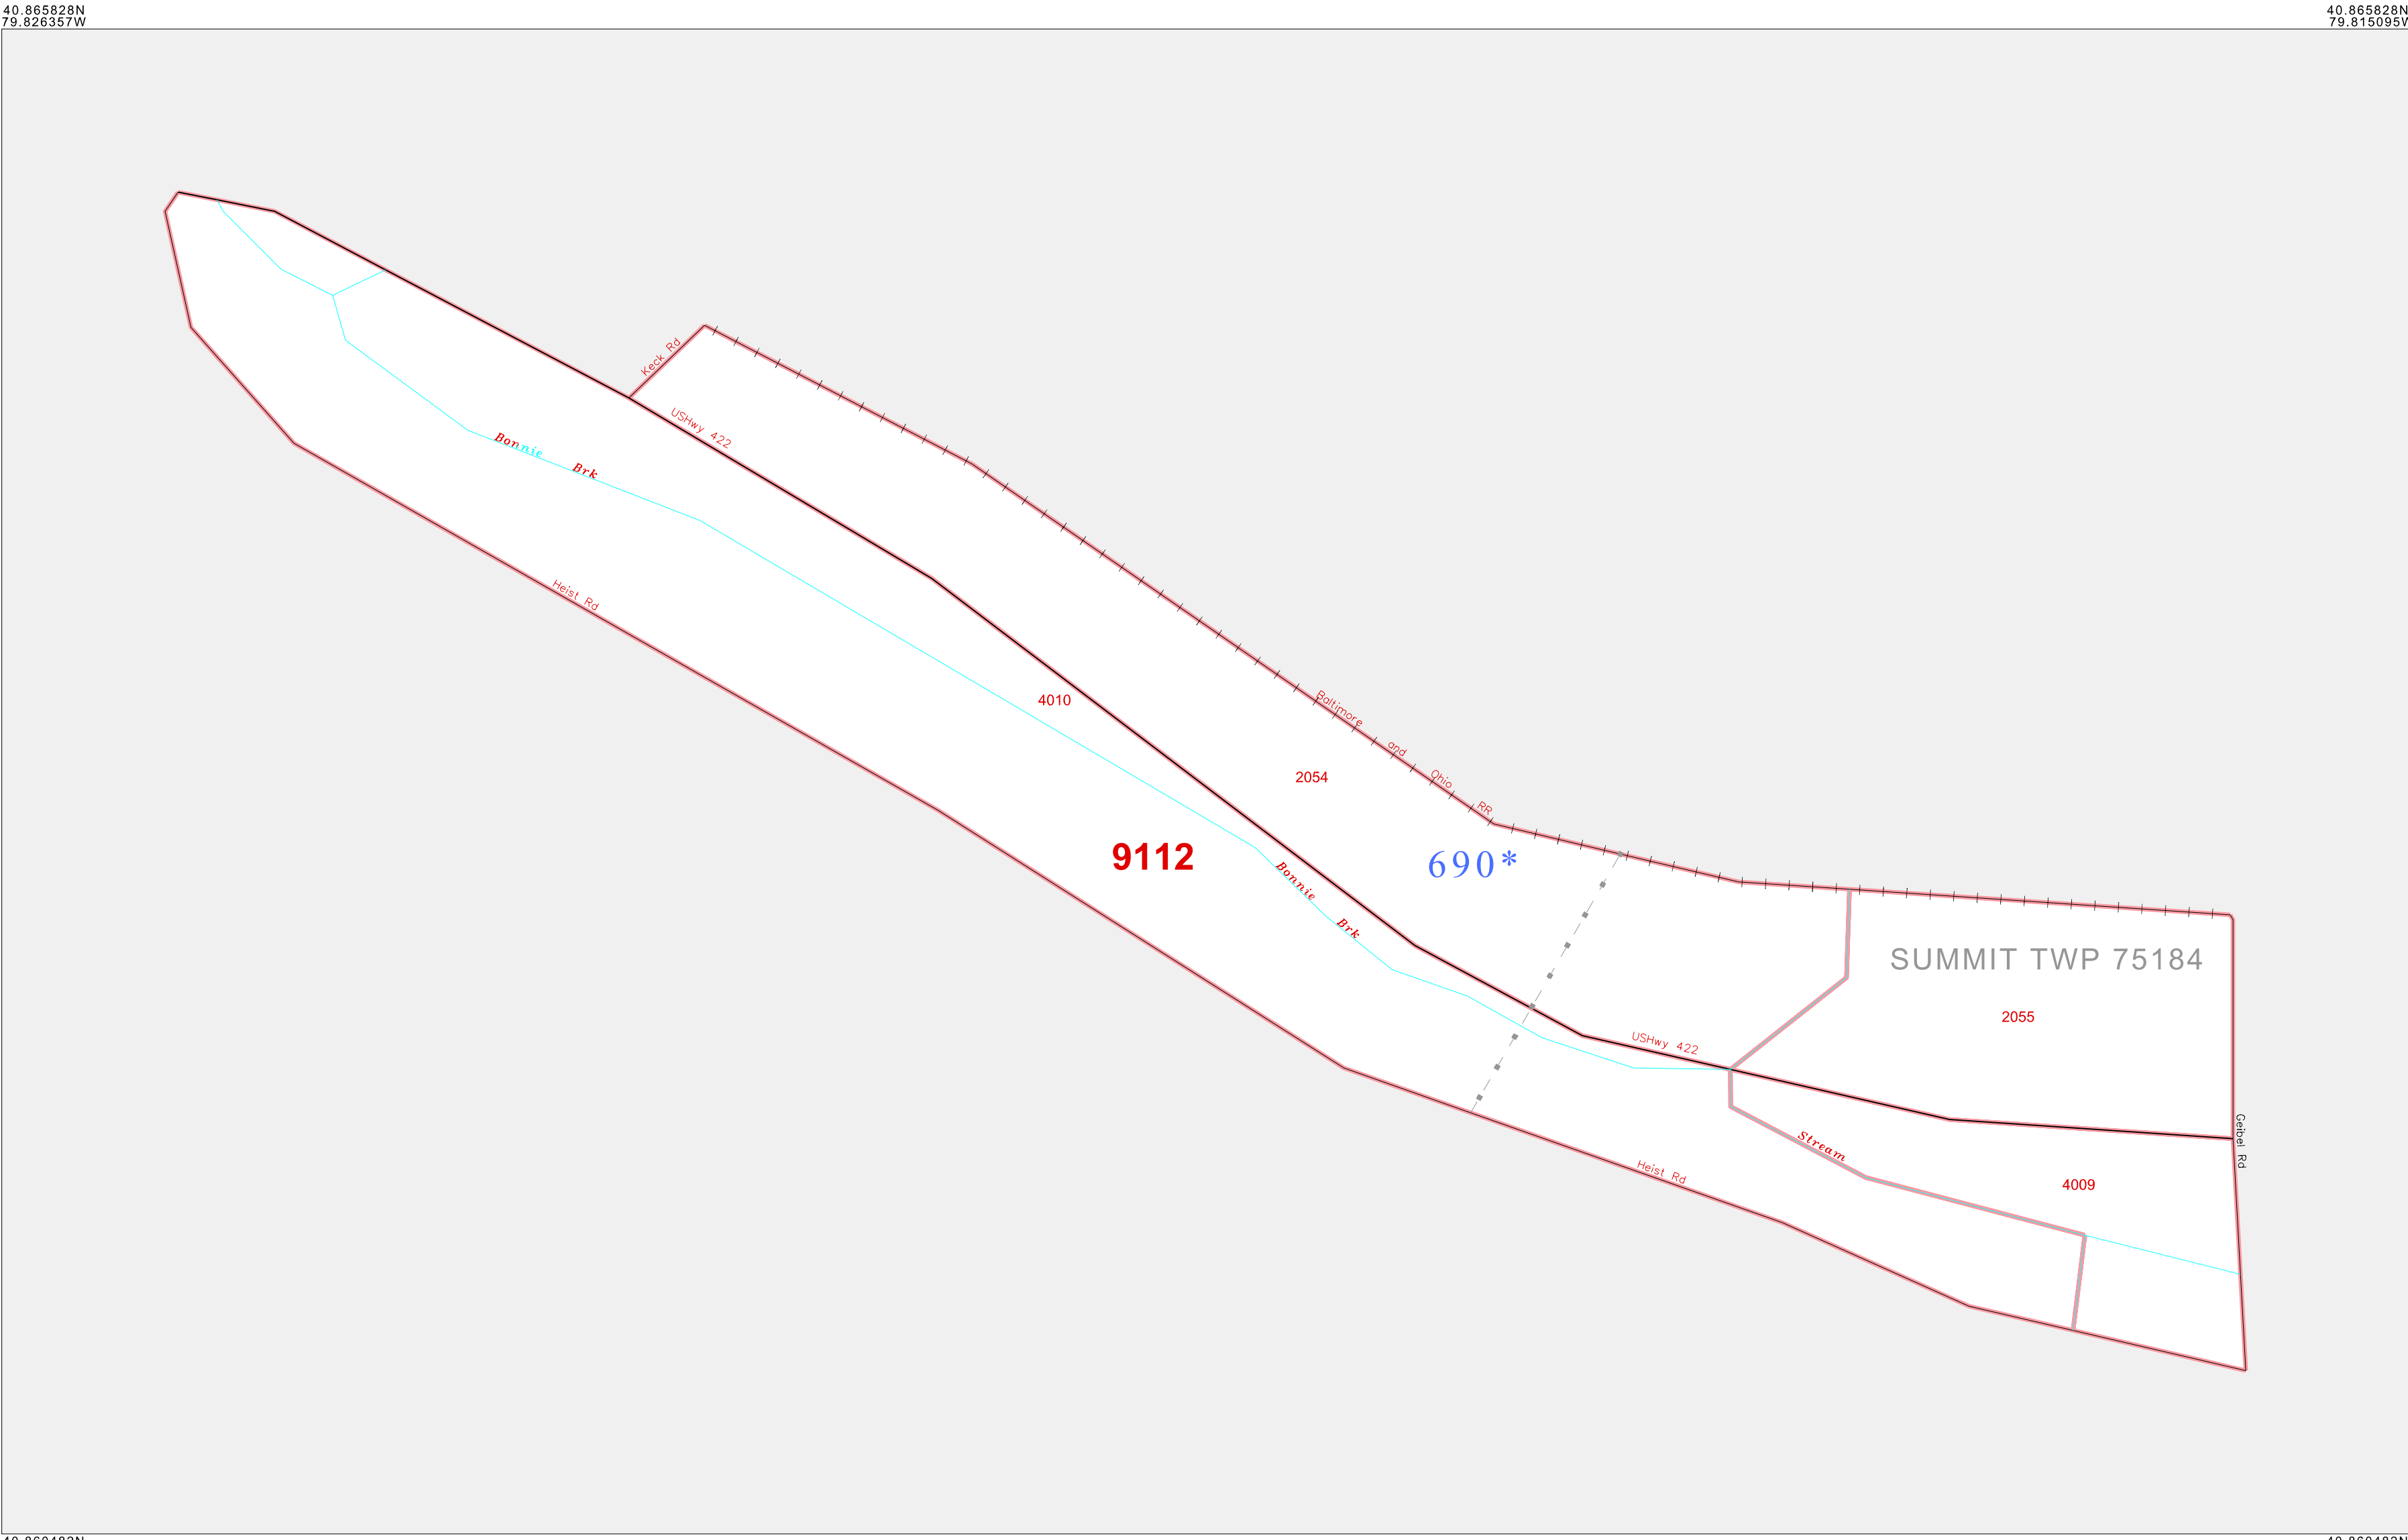 40.865828N
79.826357W
40.865828N
79.815095W
Keck Rd
USHwy 422
Bonnie Brk
Heist Rd
4010
Baltimore and Ohio RR
2054
9112
690*
Bonnie Brk
SUMMIT TWP 75184
2055
USHwy 422
Geibel Rd
Stream
Heist Rd
4009